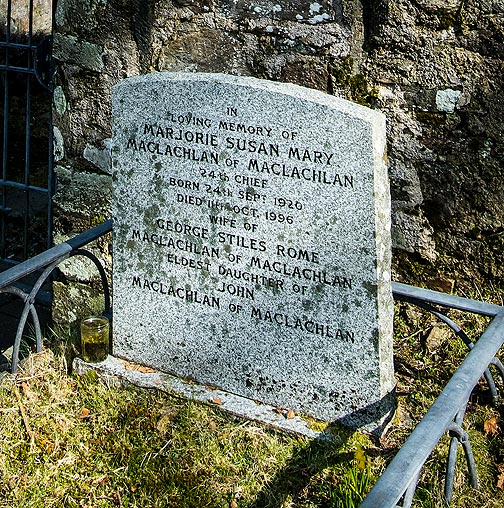 IN
LOVING MEMORY OF
MARJORIE SUSAN MARY
MACLACHLAN OF MACLACHLAN
24TH CHIEF
BORN 24TH SEPT 1920
DIED 11TH OCT. 1996
WIFE OF
GEORGE STILES ROME
MACLACHLAN OF MACLACHLAN
ELDEST DAUGHTER OF
JOHN
MACLACHLAN OF MACLACHLAN